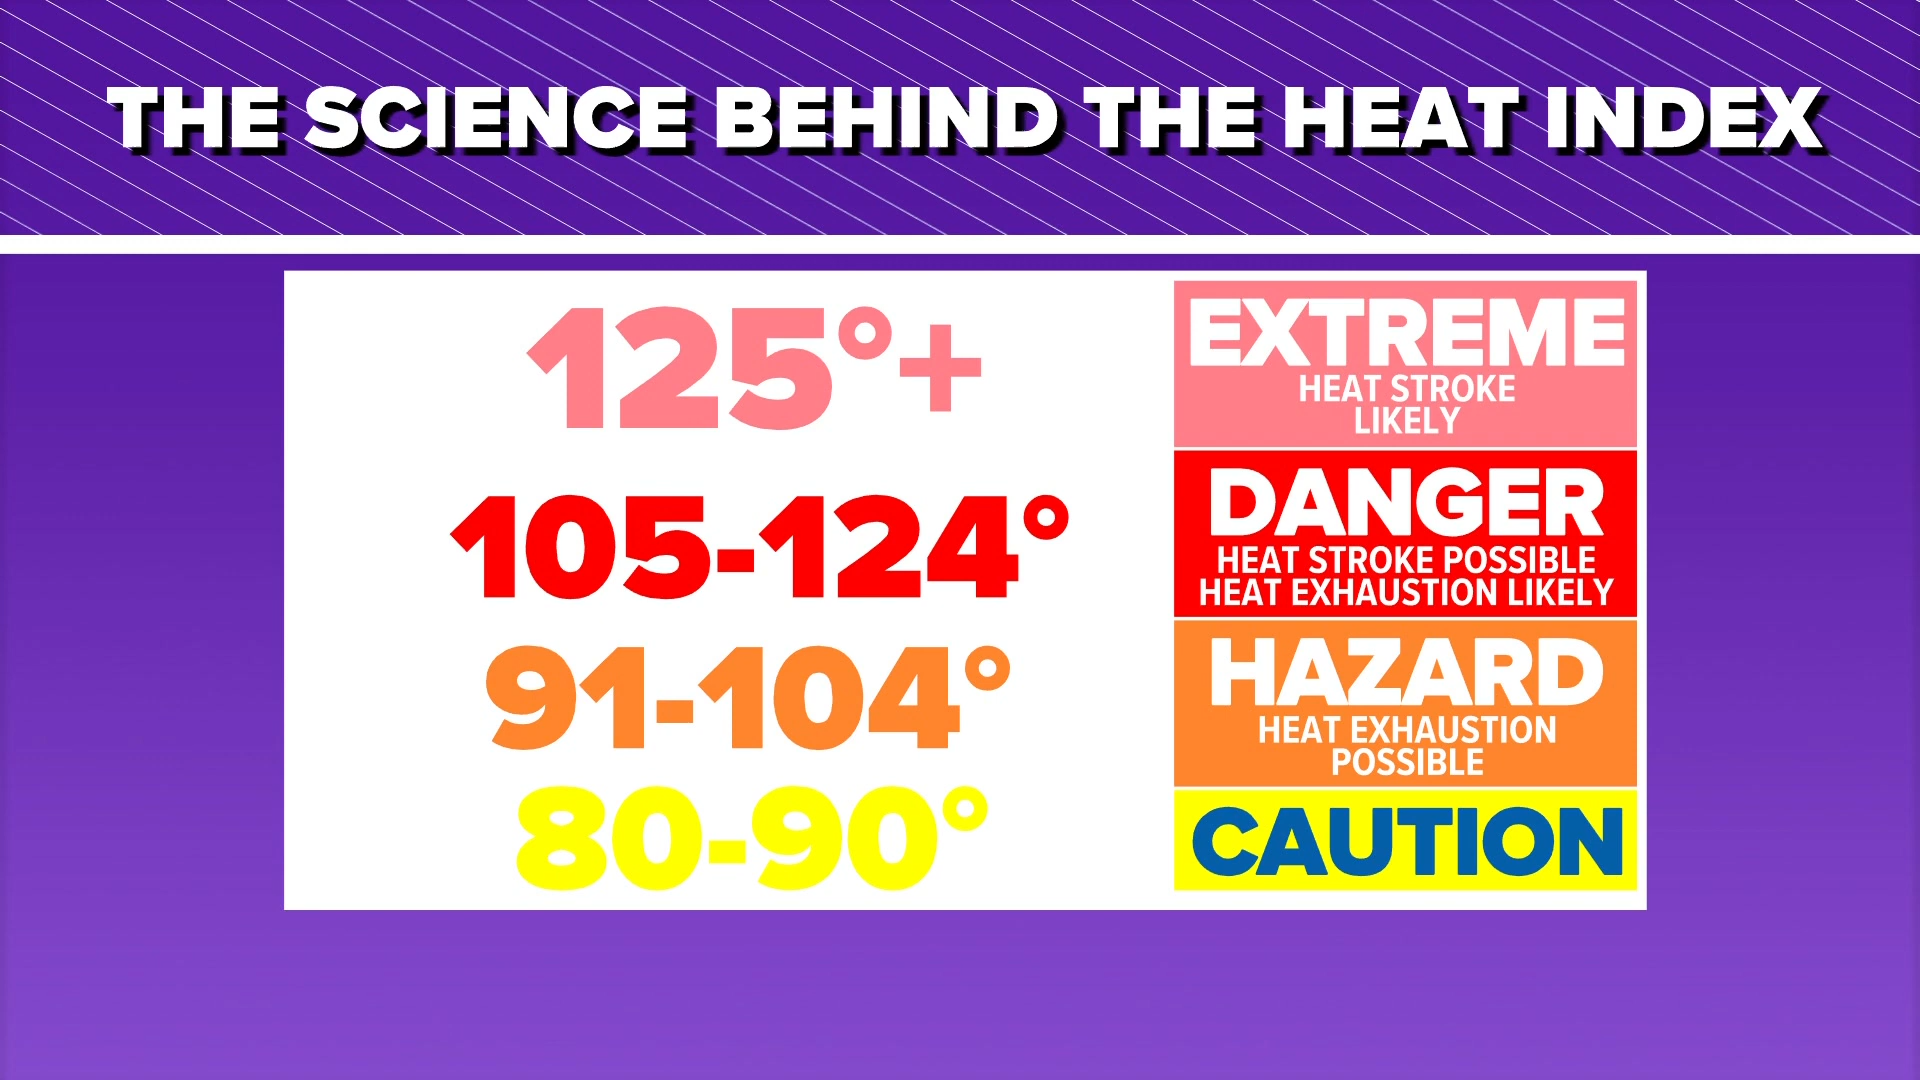 THE SCIENCE BEHIND THE HEAT INDEX
125°+
EXTREME
HEAT STROKE
LIKELY
105-124°
DANGER
HEAT STROKE POSSIBLE
HEAT EXHAUSTION LIKELY
91-104°
HAZARD
HEAT EXHAUSTION
POSSIBLE
80-90°
CAUTION